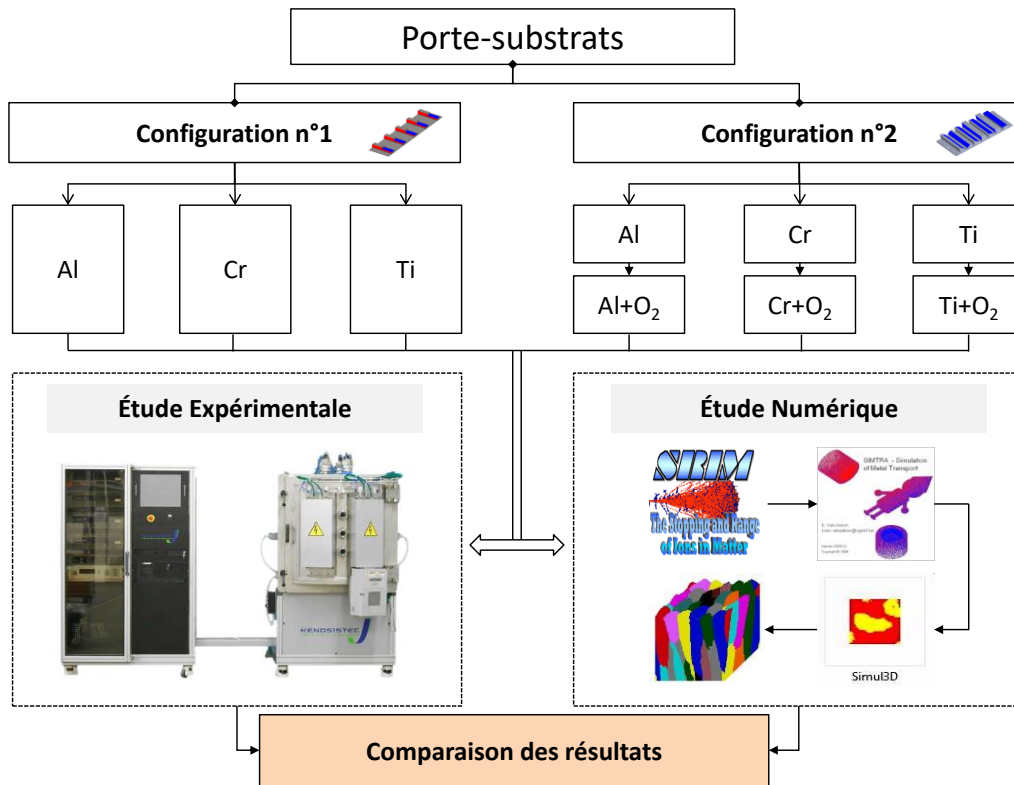 Porte-substrats
Configuration n°1
Configuration n°2
Al
Cr
Ti
Al
Cr
Ti
Al+O₂
Cr+O₂
Ti+O₂
Étude Expérimentale
Étude Numérique
SRIM
The Stopping and Range
of Ions in Matter
SIMTRA - Simulation
of Metal Transport
KENOSISTEC
Simul3D
Comparaison des résultats